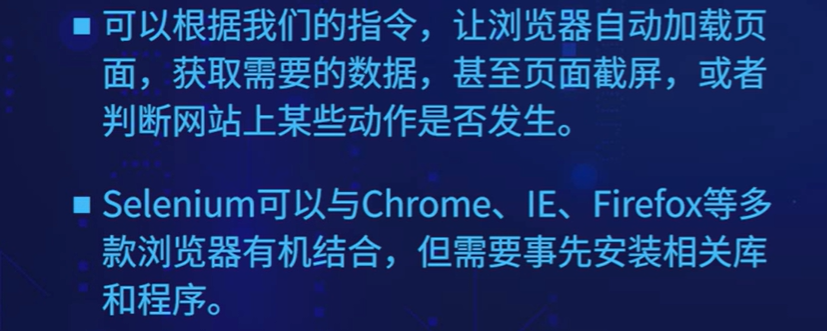 ■ 可以根据我们的指令，让浏览器自动加载页
面，获取需要的数据，甚至页面截屏，或者
判断网站上某些动作是否发生。
■ Selenium可以与Chrome、IE、Firefox等多
款浏览器有机结合，但需要事先安装相关库
和程序。